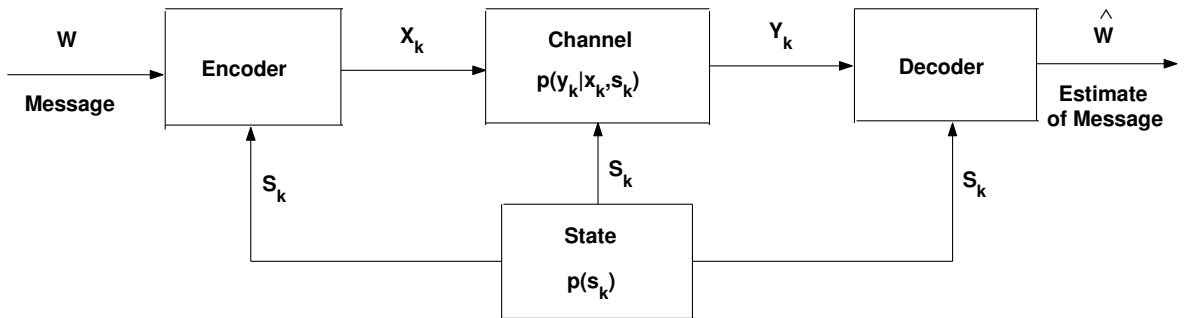 W
Message
Encoder
X_k
Channel
p(y_k|x_k,s_k)
Y_k
Decoder
Ŵ
Estimate
of Message
S_k
S_k
S_k
State
p(s_k)